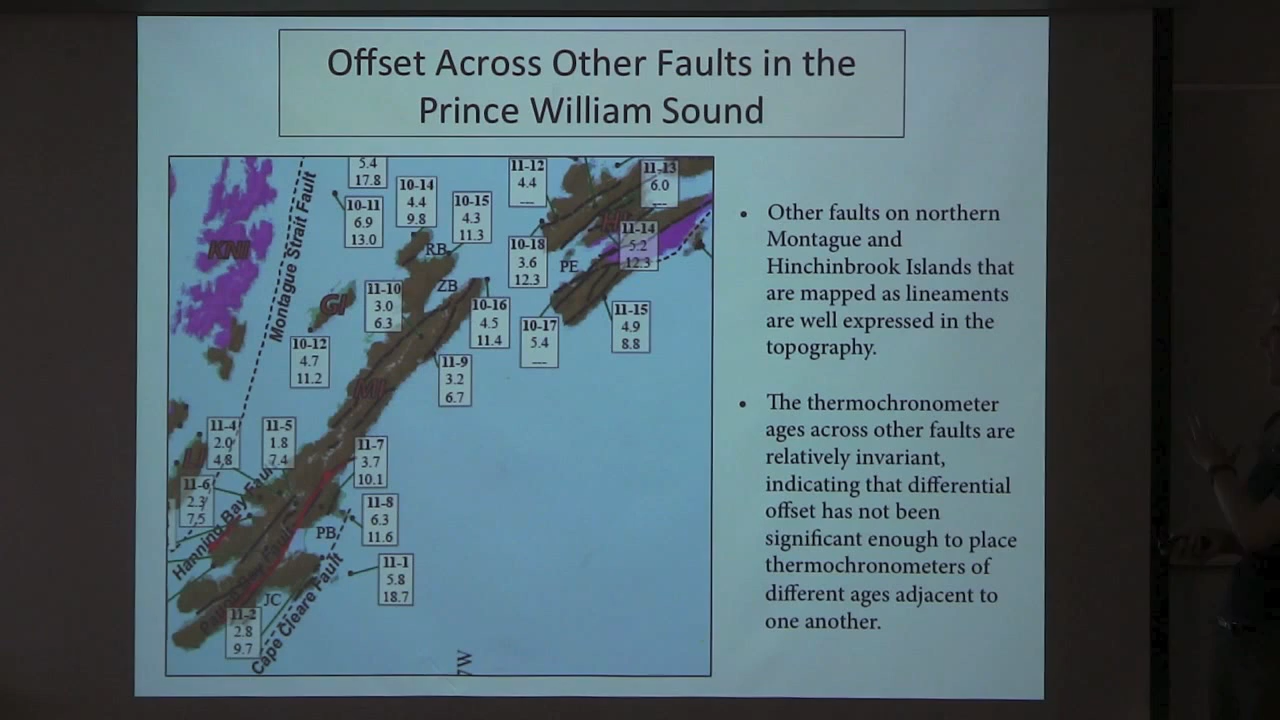 Offset Across Other Faults in the
Prince William Sound
5.4
17.8
10-11
6.9
13.0
10-14
4.4
9.8
10-15
4.3
11.3
11-12
4.4
---
11-13
6.0
---
11-14
5.2
12.3
10-18
3.6
12.3
PE
KNI
Montague Strait Fault
GI
RB
ZB
11-10
3.0
6.3
10-16
4.5
11.4
10-17
5.4
---
11-15
4.9
8.8
10-12
4.7
11.2
11-9
3.2
6.7
MI
11-4
2.0
4.8
11-5
1.8
7.4
11-7
3.7
10.1
11-6
2.3
7.5
11-8
6.3
11.6
Hanning Bay Fault
PB
11-1
5.8
18.7
JC
Cape Cleare Fault
11-2
2.8
9.7
7W
• Other faults on northern
Montague and
Hinchinbrook Islands that
are mapped as lineaments
are well expressed in the
topography.
• The thermochronometer
ages across other faults are
relatively invariant,
indicating that differential
offset has not been
significant enough to place
thermochronometers of
different ages adjacent to
one another.